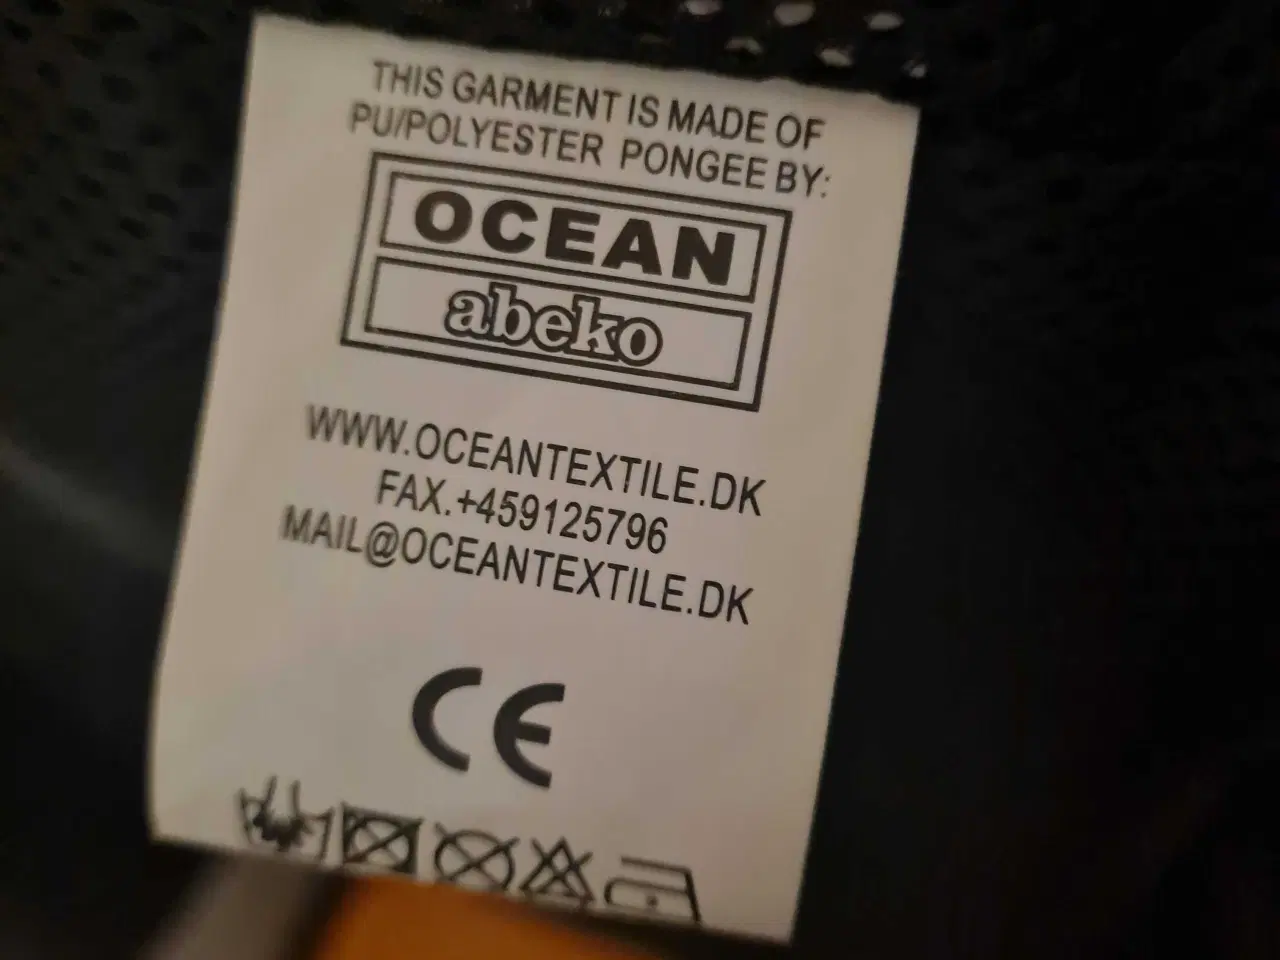 THIS GARMENT IS MADE OF
PU/POLYESTER PONGEE BY:
OCEAN
abeko
WWW.OCEANTEXTILE.DK
FAX.+459125796
MAIL@OCEANTEXTILE.DK
CE